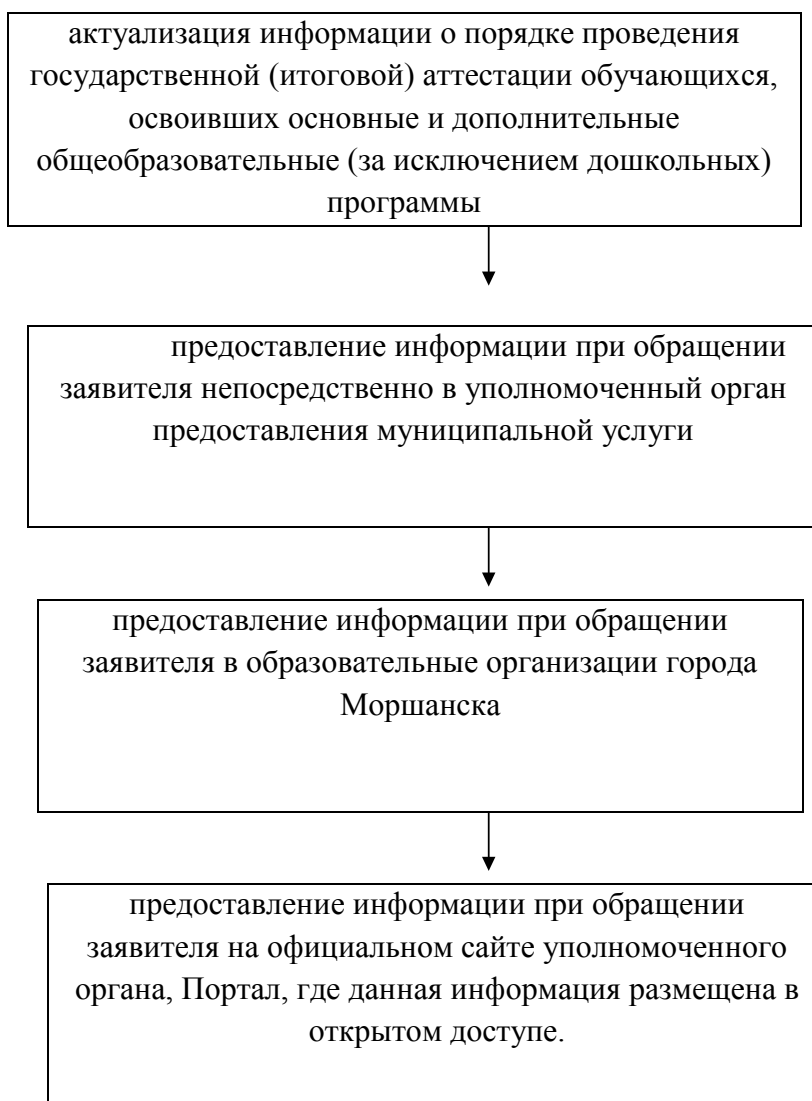 актуализация информации о порядке проведения
государственной (итоговой) аттестации обучающихся,
освоивших основные и дополнительные
общеобразовательные (за исключением дошкольных)
программы
предоставление информации при обращении
заявителя непосредственно в уполномоченный орган
предоставления муниципальной услуги
предоставление информации при обращении
заявителя в образовательные организации города
Моршанска
предоставление информации при обращении
заявителя на официальном сайте уполномоченного
органа, Портал, где данная информация размещена в
открытом доступе.